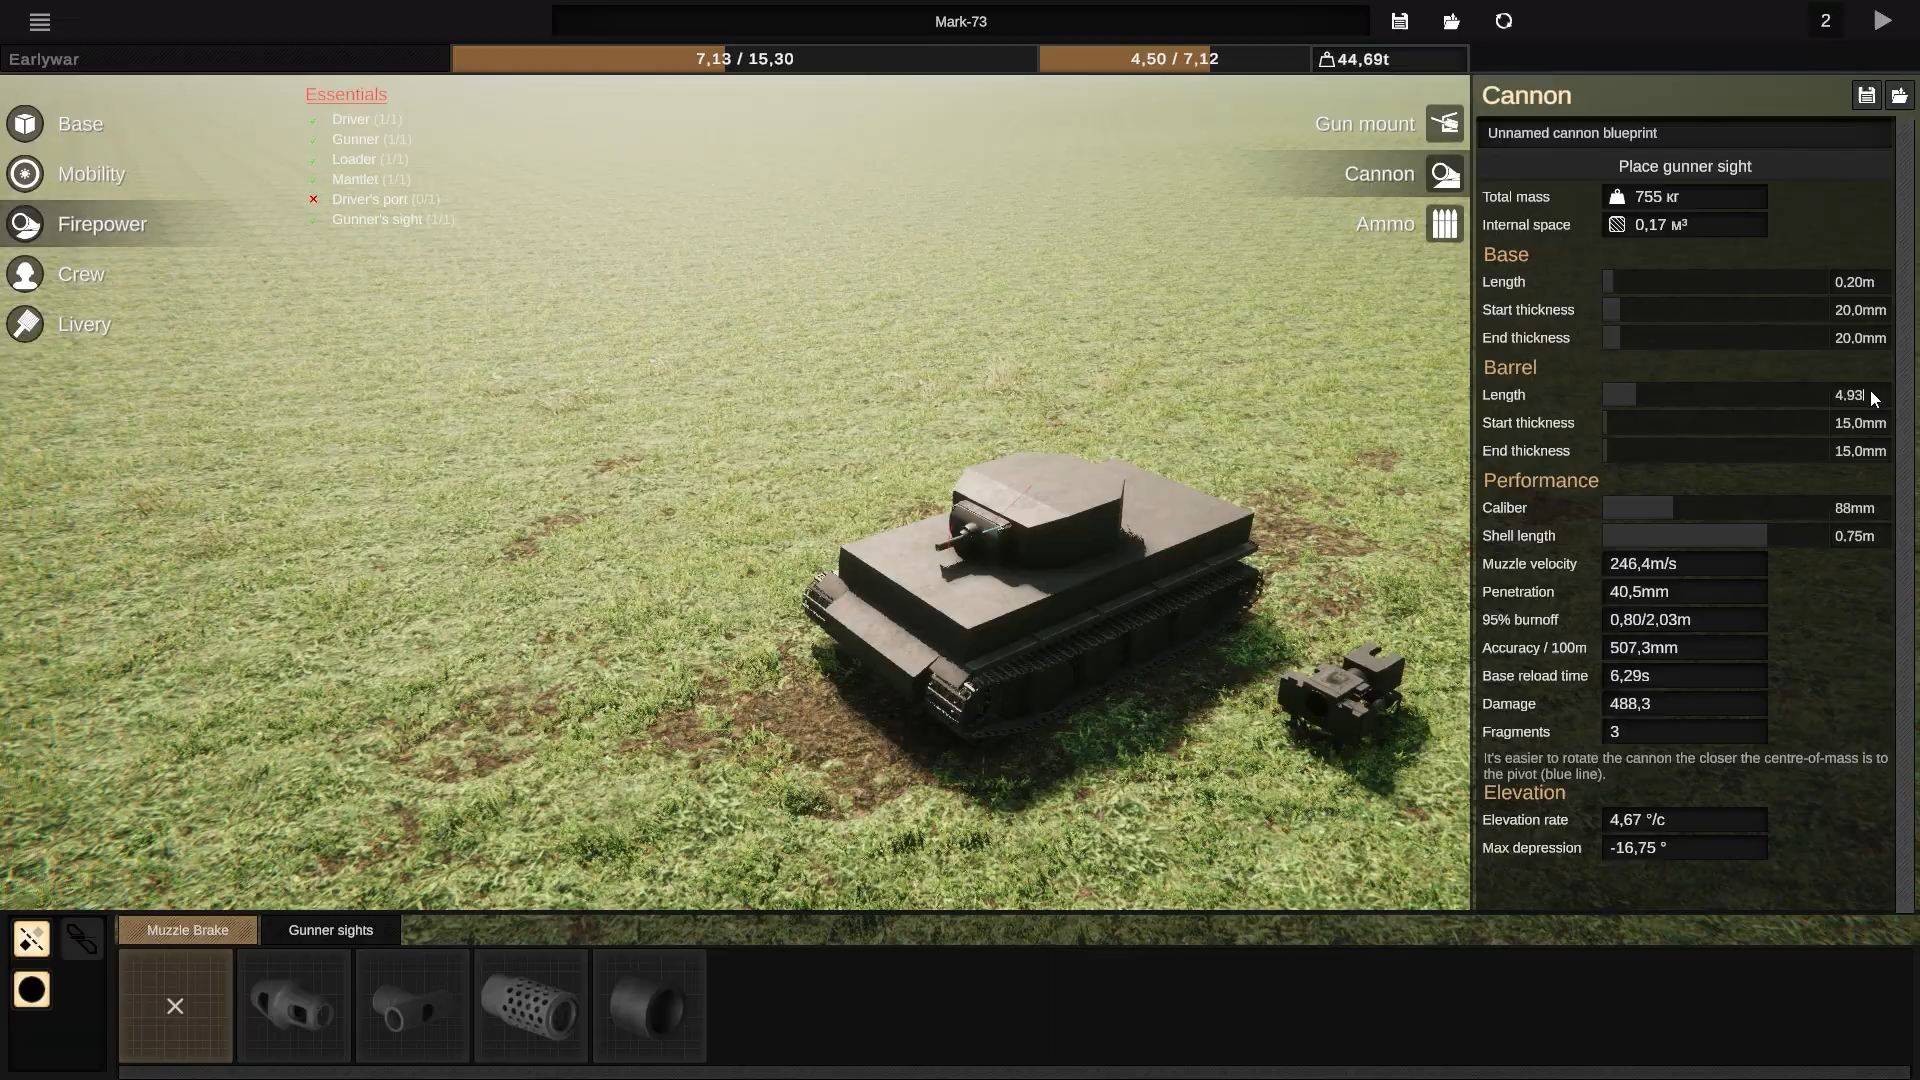 Mark-73
2
Earlywar
7,13 / 15,30
4,50 / 7,12
44,69t
Base
Mobility
Firepower
Crew
Livery
Essentials
Driver (1/1)
Gunner (1/1)
Loader (1/1)
Mantlet (1/1)
Driver's port (0/1)
Gunner's sight (1/1)
Gun mount
Cannon
Ammo
Cannon
Unnamed cannon blueprint
Place gunner sight
Total mass 755 кг
Internal space 0,17 м³
Base
Length 0,20m
Start thickness 20,0mm
End thickness 20,0mm
Barrel
Length 4.93
Start thickness 15,0mm
End thickness 15,0mm
Performance
Caliber 88mm
Shell length 0,75m
Muzzle velocity 246,4m/s
Penetration 40,5mm
95% burnoff 0,80/2,03m
Accuracy / 100m 507,3mm
Base reload time 6,29s
Damage 488,3
Fragments 3
It's easier to rotate the cannon the closer the centre-of-mass is to
the pivot (blue line).
Elevation
Elevation rate 4,67 °/c
Max depression -16,75 °
Muzzle Brake
Gunner sights